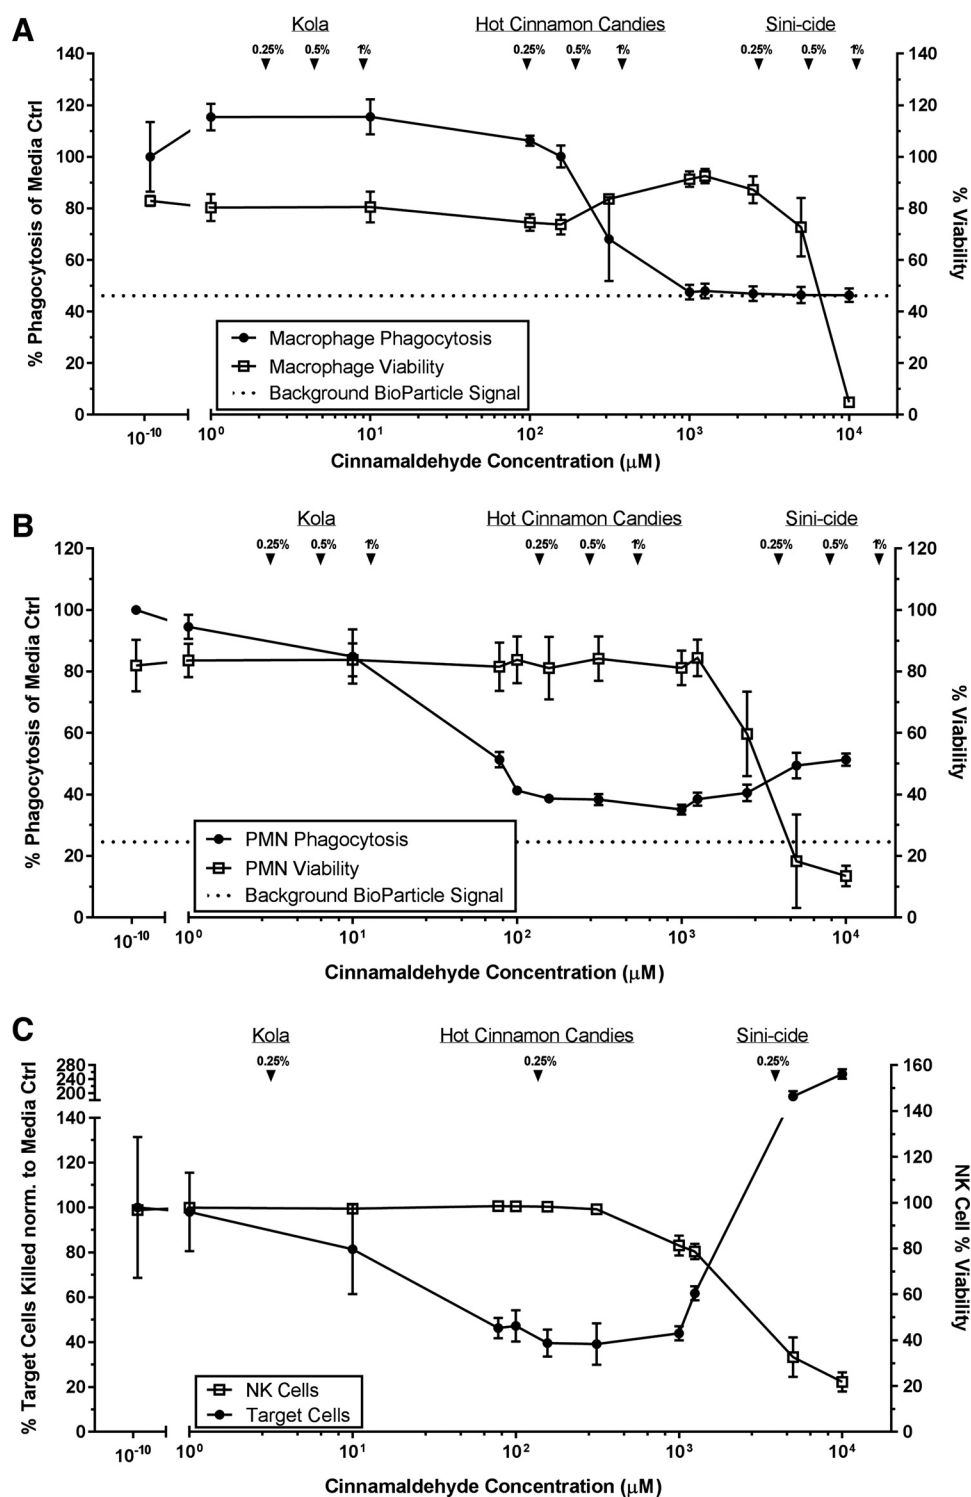 A
Kola
Hot Cinnamon Candies
Sini-cide
0.25% 0.5% 1%
0.25% 0.5% 1%
0.25% 0.5% 1%
140
120
100
80
60
40
20
0
% Phagocytosis of Media Ctrl
140
120
100
80
60
40
20
0
% Viability
Macrophage Phagocytosis
Macrophage Viability
Background BioParticle Signal
10-10 100 101 102 103 104
Cinnamaldehyde Concentration (μM)
B
Kola
Hot Cinnamon Candies
Sini-cide
0.25% 0.5% 1%
0.25% 0.5% 1%
0.25% 0.5% 1%
120
100
80
60
40
20
0
% Phagocytosis of Media Ctrl
120
100
80
60
40
20
0
% Viability
PMN Phagocytosis
PMN Viability
Background BioParticle Signal
10-10 100 101 102 103 104
Cinnamaldehyde Concentration (μM)
C
Kola
Hot Cinnamon Candies
Sini-cide
0.25%
0.25%
0.25%
280
240
200
140
120
100
80
60
40
20
0
% Target Cells Killed norm. to Media Ctrl
160
140
120
100
80
60
40
20
0
NK Cell % Viability
NK Cells
Target Cells
10-10 100 101 102 103 104
Cinnamaldehyde Concentration (μM)